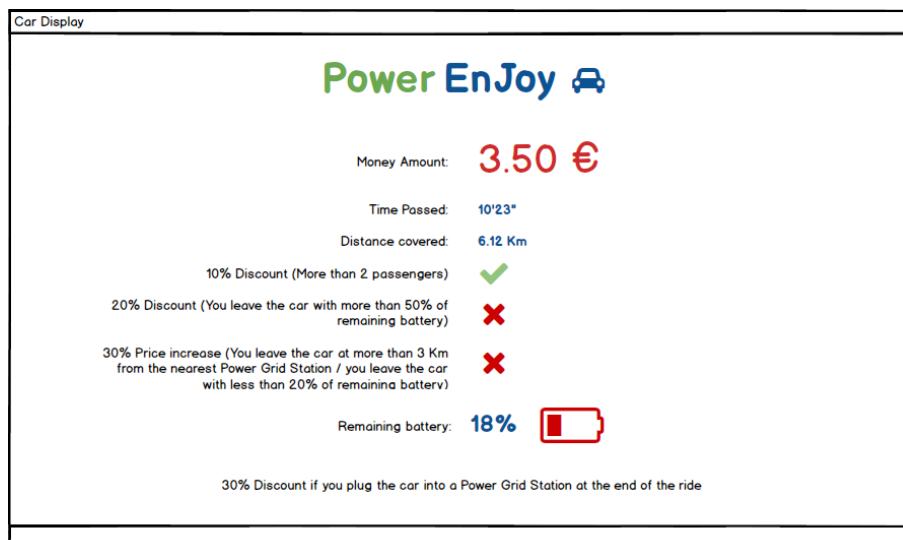 Car Display
Power EnJoy
Money Amount: 3.50 €
Time Passed: 10'23"
Distance covered: 6.12 Km
10% Discount (More than 2 passengers)
20% Discount (You leave the car with more than 50% of
remaining battery)
30% Price increase (You leave the car at more than 3 Km
from the nearest Power Grid Station / you leave the car
with less than 20% of remaining battery)
Remaining battery: 18%
30% Discount if you plug the car into a Power Grid Station at the end of the ride